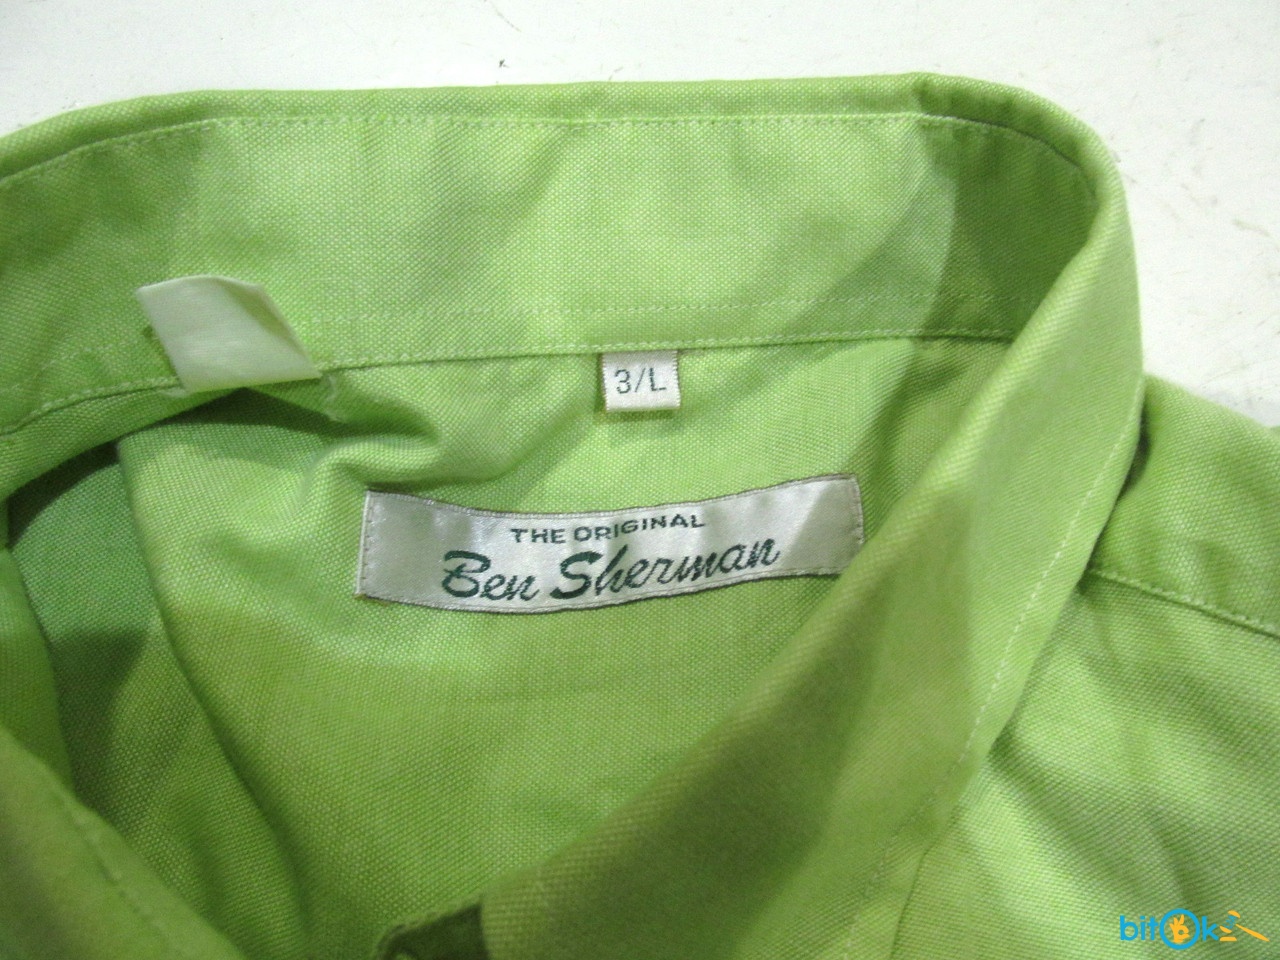 3/L
THE ORIGINAL
Ben Sherman
bitOk